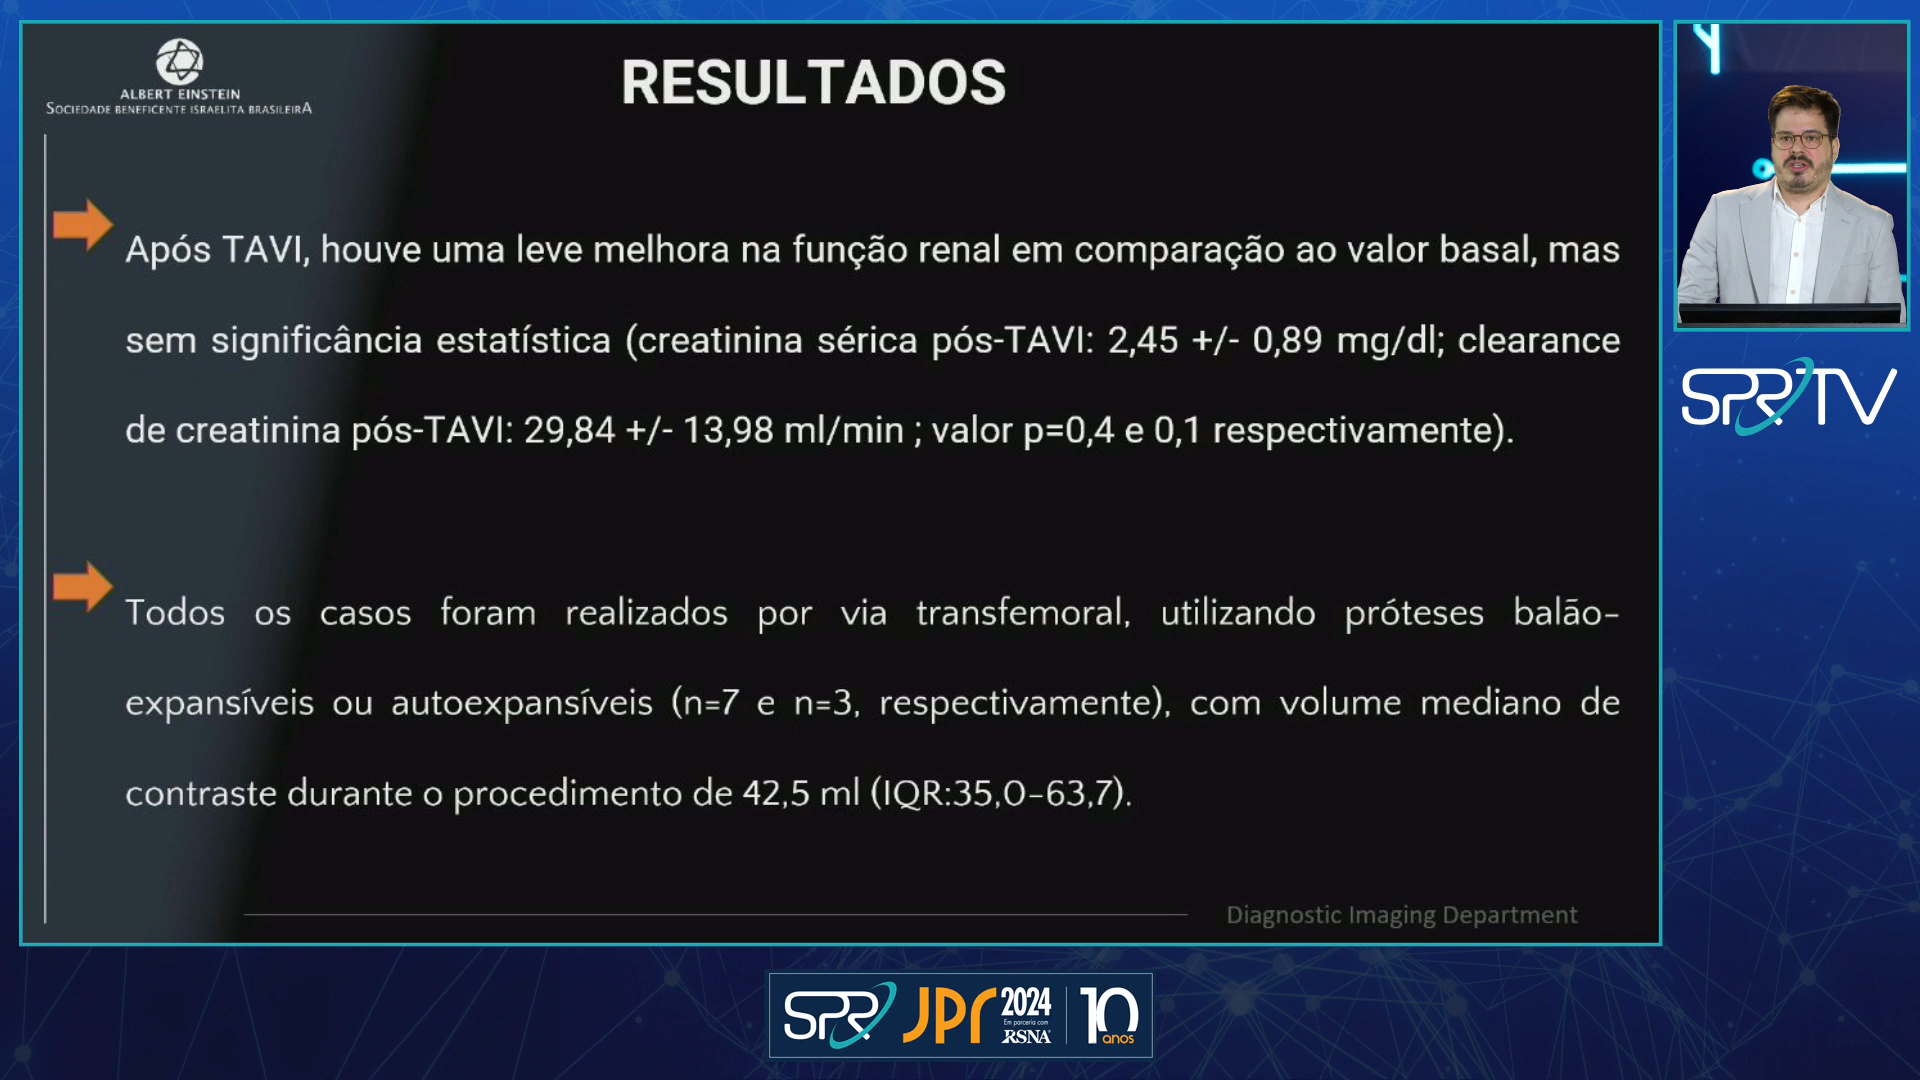 ALBERT EINSTEIN
SOCIEDADE BENEFICENTE ISRAELITA BRASILEIRA
RESULTADOS
Após TAVI, houve uma leve melhora na função renal em comparação ao valor basal, mas
sem significância estatística (creatinina sérica pós-TAVI: 2,45 +/- 0,89 mg/dl; clearance
de creatinina pós-TAVI: 29,84 +/- 13,98 ml/min ; valor p=0,4 e 0,1 respectivamente).
Todos os casos foram realizados por via transfemoral, utilizando próteses balão-
expansíveis ou autoexpansíveis (n=7 e n=3, respectivamente), com volume mediano de
contraste durante o procedimento de 42,5 ml (IQR:35,0-63,7).
Diagnostic Imaging Department
SPR TV
SPR JPR 2024 10
Em parceria com
RSNA anos